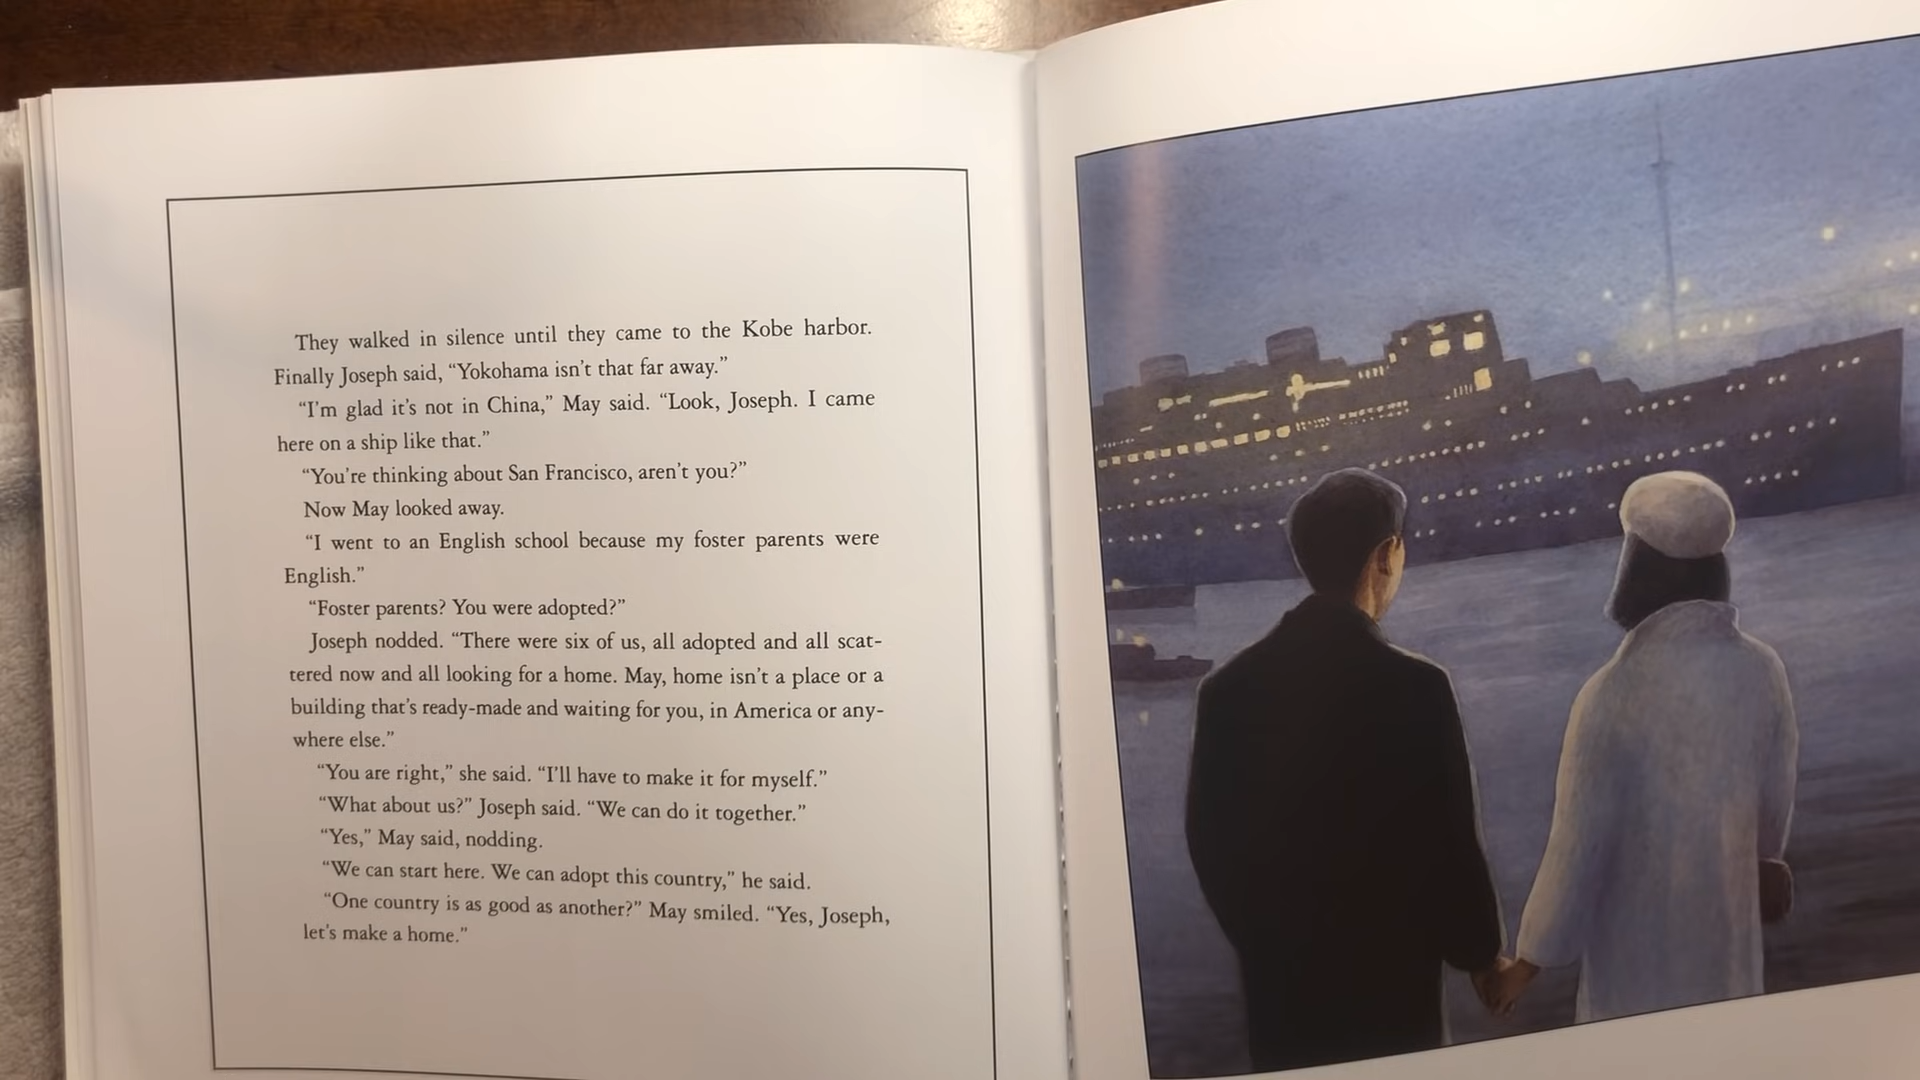 They walked in silence until they came to the Kobe harbor.
Finally Joseph said, “Yokohama isn’t that far away.”
“I’m glad it’s not in China,” May said. “Look, Joseph. I came
here on a ship like that.”
“You’re thinking about San Francisco, aren’t you?”
Now May looked away.
“I went to an English school because my foster parents were
English.”
“Foster parents? You were adopted?”
Joseph nodded. “There were six of us, all adopted and all scat-
tered now and all looking for a home. May, home isn’t a place or a
building that’s ready-made and waiting for you, in America or any-
where else.”
“You are right,” she said. “I’ll have to make it for myself.”
“What about us?” Joseph said. “We can do it together.”
“Yes,” May said, nodding.
“We can start here. We can adopt this country,” he said.
“One country is as good as another?” May smiled. “Yes, Joseph,
let’s make a home.”